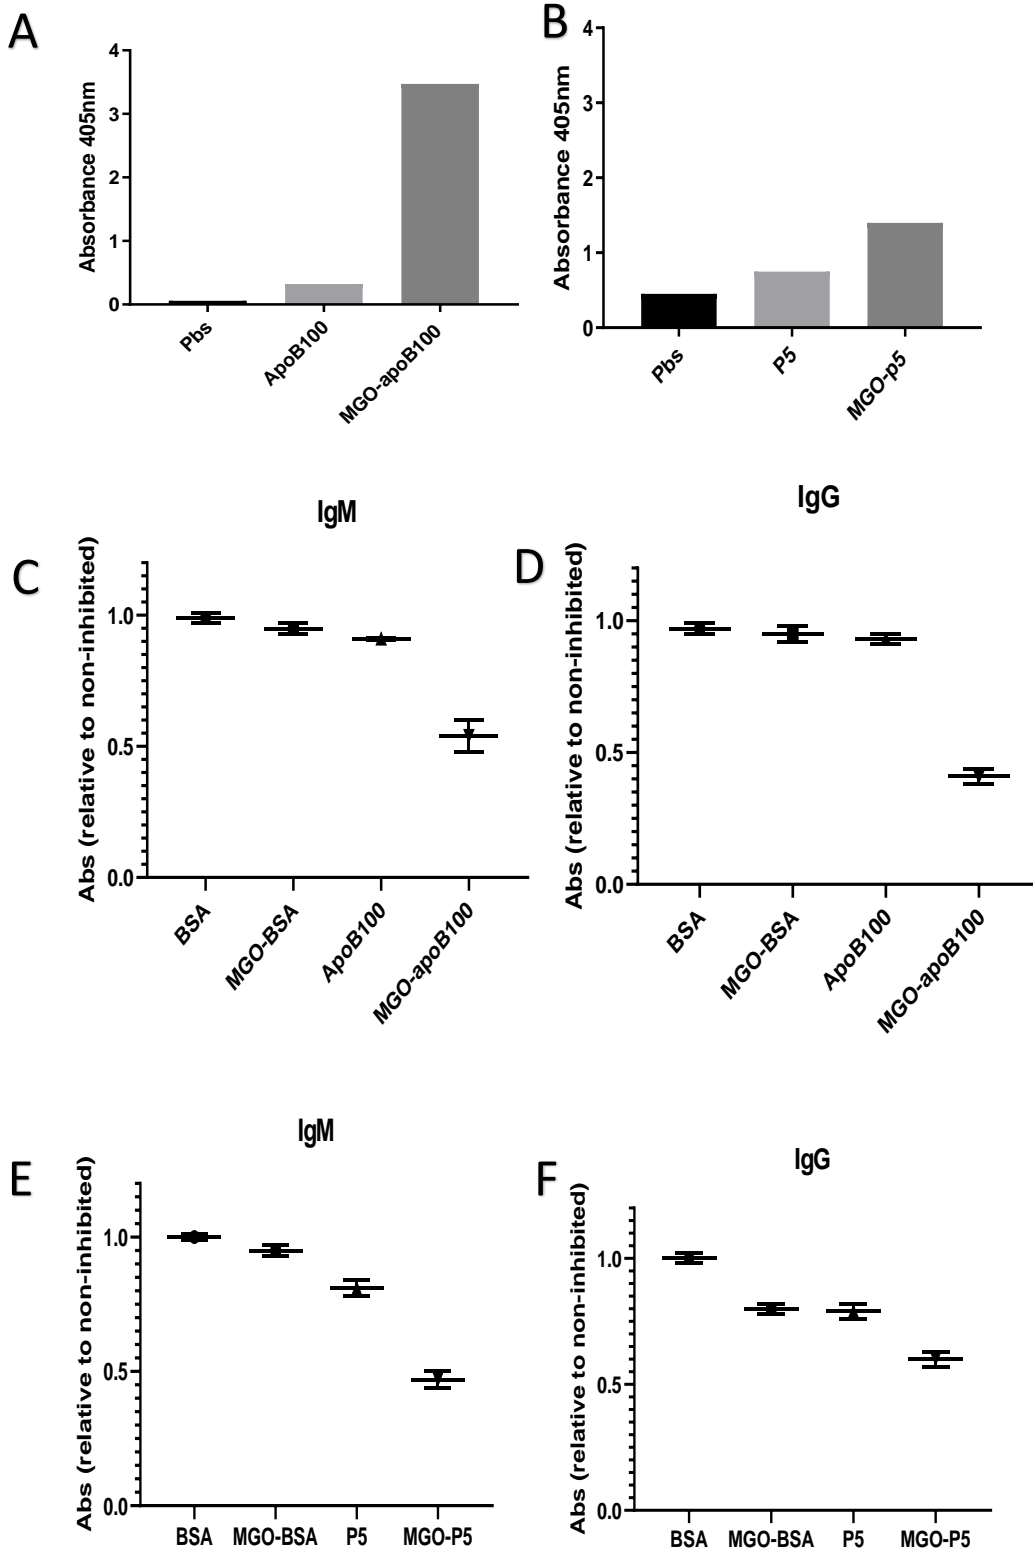 A
Absorbance 405nm
4
3
2
1
0
Pbs
ApoB100
MGO-apoB100
B
Absorbance 405nm
4
3
2
1
0
Pbs
P5
MGO-p5
C
IgM
Abs (relative to non-inhibited)
1.0
0.5
0.0
BSA
MGO-BSA
ApoB100
MGO-apoB100
D
IgG
Abs (relative to non-inhibited)
1.0
0.5
0.0
BSA
MGO-BSA
ApoB100
MGO-apoB100
E
IgM
Abs (relative to non-inhibited)
1.0
0.5
0.0
BSA MGO-BSA P5 MGO-P5
F
IgG
Abs (relative to non-inhibited)
1.0
0.5
0.0
BSA MGO-BSA P5 MGO-P5